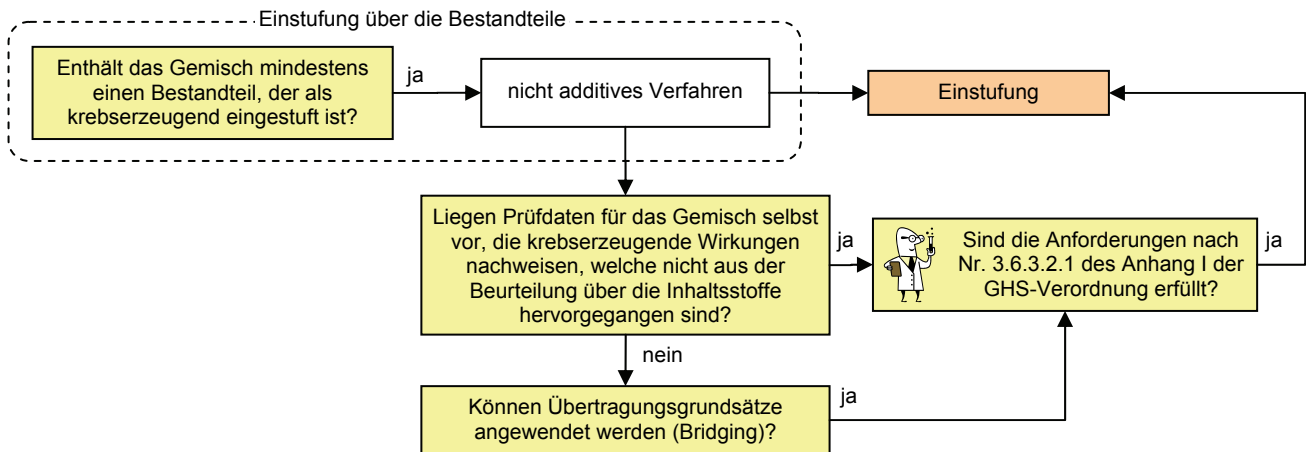 Einstufung über die Bestandteile
Enthält das Gemisch mindestens
einen Bestandteil, der als
krebserzeugend eingestuft ist?
ja
nicht additives Verfahren
Einstufung
Liegen Prüfdaten für das Gemisch selbst
vor, die krebserzeugende Wirkungen
nachweisen, welche nicht aus der
Beurteilung über die Inhaltsstoffe
hervorgegangen sind?
ja
Sind die Anforderungen nach
Nr. 3.6.3.2.1 des Anhang I der
GHS-Verordnung erfüllt?
ja
nein
Können Übertragungsgrundsätze
angewendet werden (Bridging)?
ja